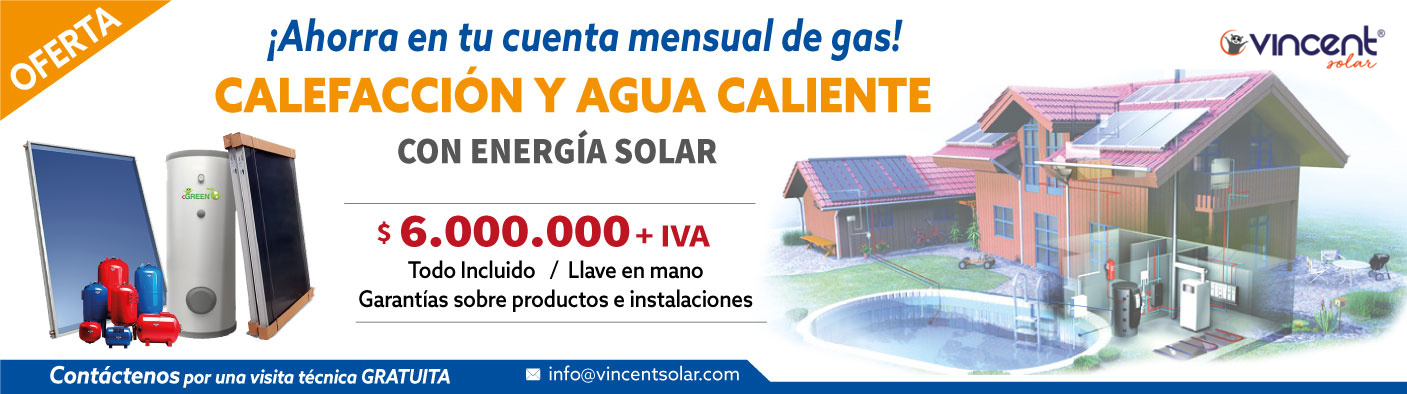 OFERTA
¡Ahorra en tu cuenta mensual de gas!
CALEFACCIÓN Y AGUA CALIENTE
CON ENERGÍA SOLAR
$ 6.000.000 + IVA
Todo Incluido / Llave en mano
Garantías sobre productos e instalaciones
vincent®
solar
GREEN
Contáctenos por una visita técnica GRATUITA
info@vincentsolar.com